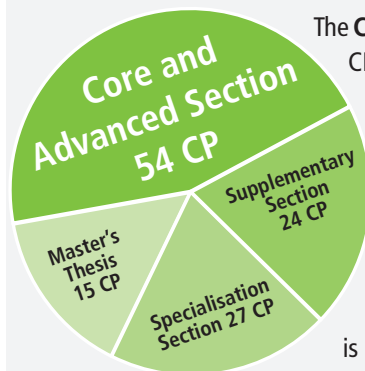 The C
Core and
Advanced Section
54 CP
Supplementary
Section
24 CP
Master's
Thesis
15 CP
Specialisation
Section 27 CP
is